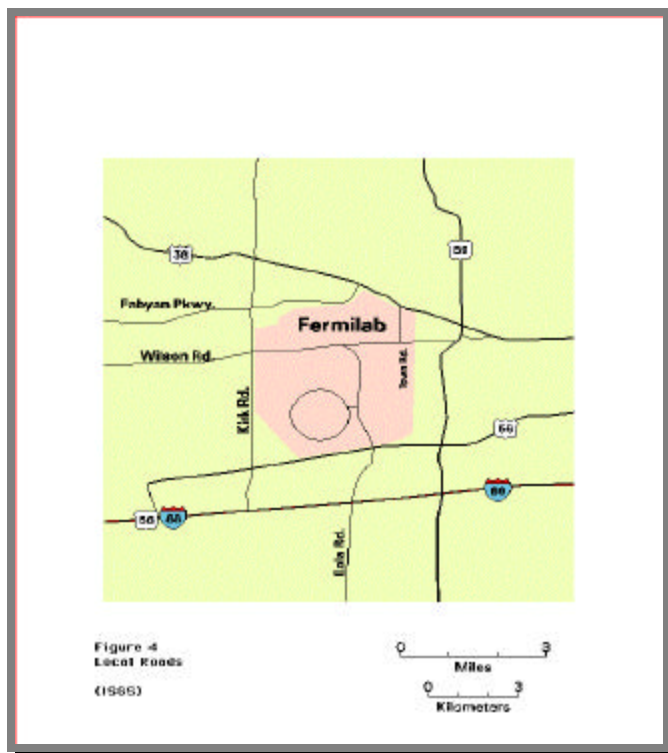 38
59
Fabyan Pkwy.
Fermilab
Wilson Rd.
Town Rd.
Kirk Rd.
56
88
56
88
Eola Rd.
Figure 4
Local Roads
(ISGS)
0 3
Miles
0 3
Kilometers